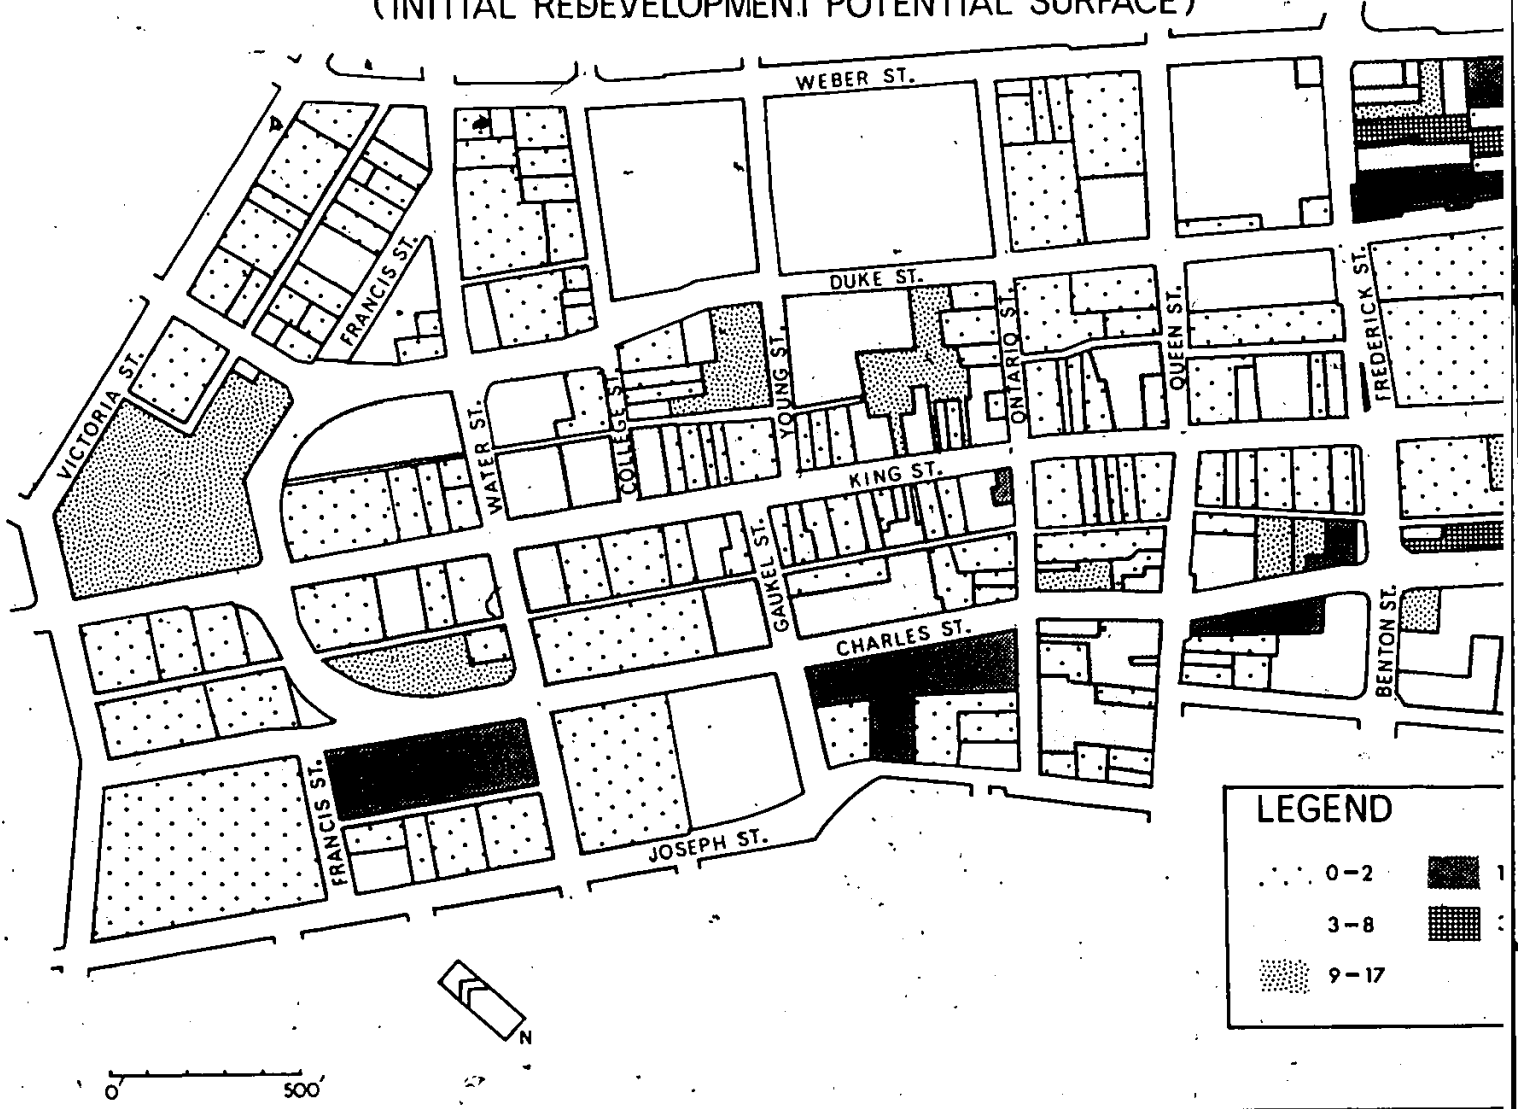 (INITIAL REDEVELOPMENT POTENTIAL SURFACE)
WEBER ST.
FRANCIS ST.
DUKE ST.
VICTORIA ST.
WATER ST.
COLLEGE ST
YOUNG ST.
ONTARIO ST.
QUEEN ST.
FREDERICK ST.
KING ST.
GAUKEL ST.
CHARLES ST.
BENTON ST.
FRANCIS ST.
JOSEPH ST.
LEGEND
0-2
3-8
9-17
N
0' 500'